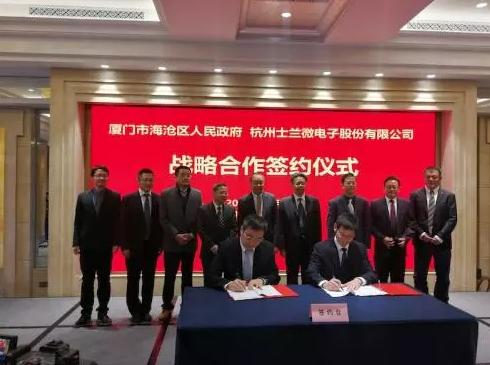 厦门市海沧区人民政府 杭州士兰微电子股份有限公司
战略合作签约仪式
20
签约台